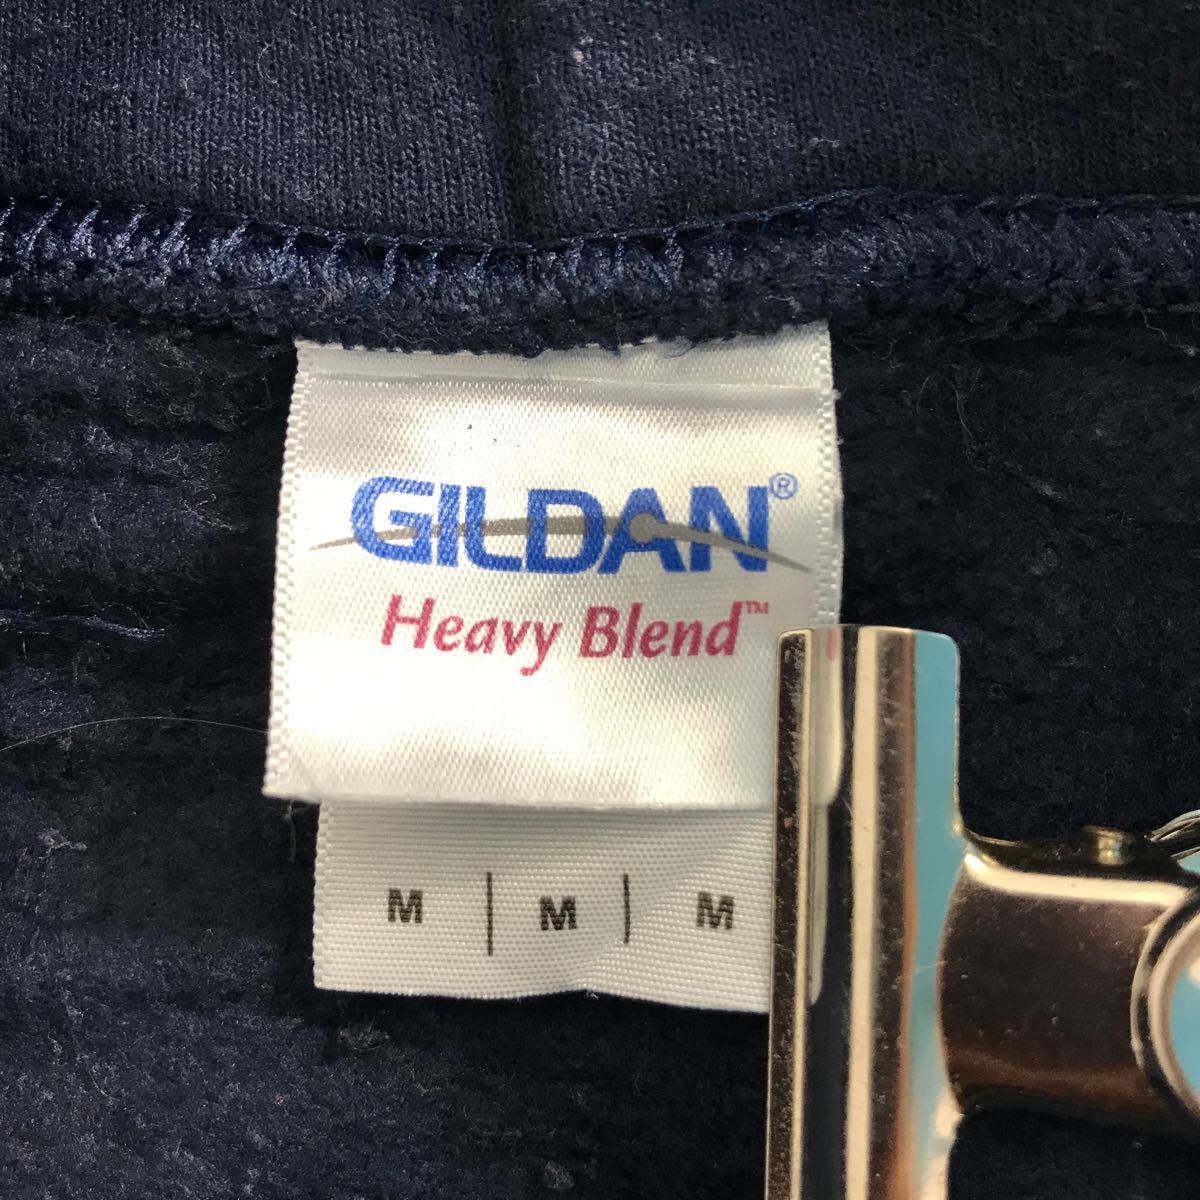 GILDAN®
Heavy Blend™
M | M | M